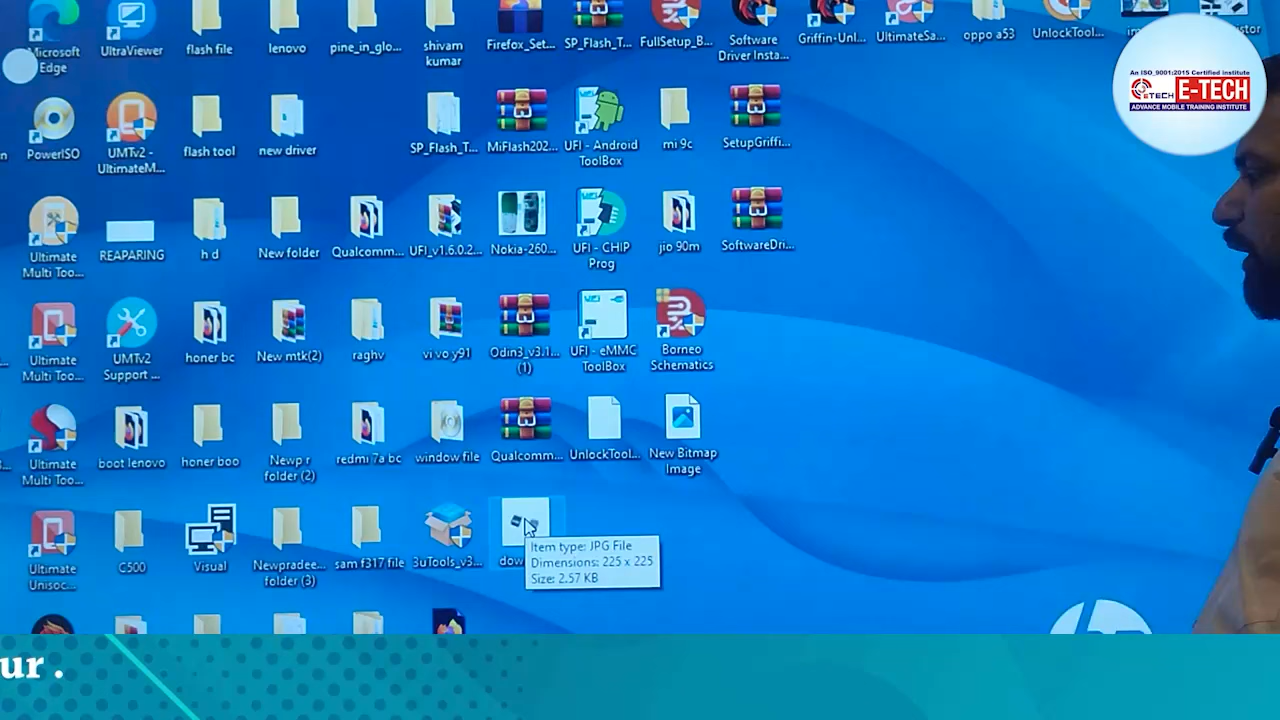 Microsoft
Edge
UltraViewer
flash file
lenovo
pine_in_glo...
shivam
kumar
Firefox_Set...
SP_Flash_T...
FullSetup_B...
Software
Driver Insta...
Griffin-Unl...
UltimateSa...
oppo a53
UnlockTool...
An ISO_9001:2015 Certified Institute
ETECH E-TECH
ADVANCE MOBILE TRAINING INSTITUTE
PowerISO
UMTv2 -
UltimateM...
flash tool
new driver
SP_Flash_T...
MiFlash202...
UFI - Android
ToolBox
mi 9c
SetupGriffi...
Ultimate
Multi Too...
REAPARING
h d
New folder
Qualcomm...
UFI_v1.6.0.2...
Nokia-260...
UFI - CHIP
Prog
jio 90m
SoftwareDri...
Ultimate
Multi Too...
UMTv2
Support ...
honer bc
New mtk(2)
raghv
vi vo y91
Odin3_v3.1...
(1)
UFI - eMMC
ToolBox
Borneo
Schematics
Ultimate
Multi Too...
boot lenovo
honer boo
Newp r
folder (2)
redmi 7a bc
window file
Qualcomm...
UnlockTool...
New Bitmap
Image
Ultimate
Unisoc...
C500
Visual
Newpradee...
folder (3)
sam f317 file
3uTools_v3...
dow
Item type: JPG File
Dimensions: 225 x 225
Size: 2.57 KB
hp
ur .